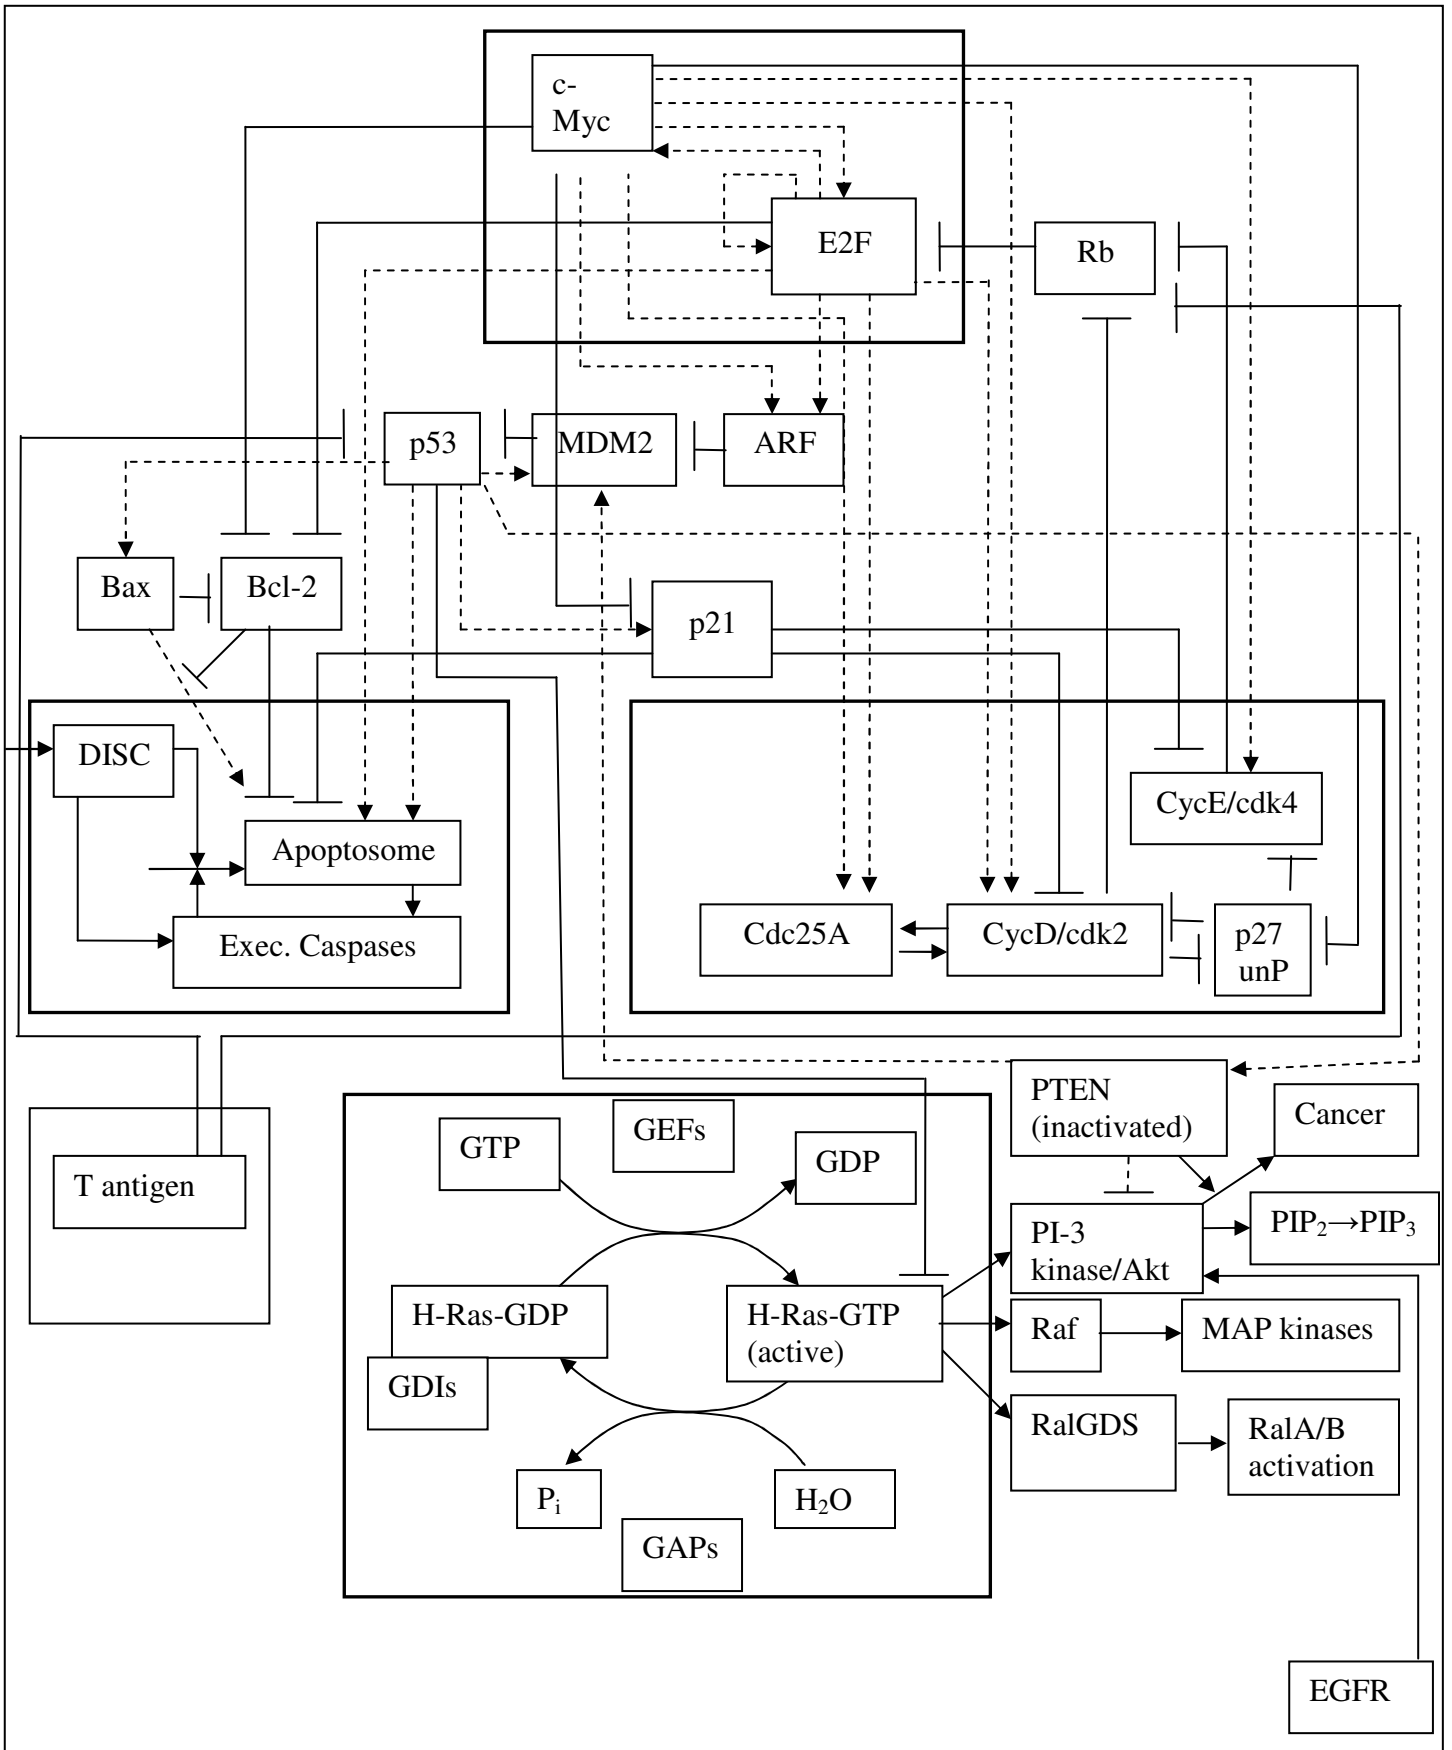 c-
Myc
E2F
Rb
p53
MDM2
ARF
Bax
Bcl-2
p21
DISC
CycE/cdk4
Apoptosome
Cdc25A
CycD/cdk2
p27
unP
Exec. Caspases
PTEN
(inactivated)
Cancer
GTP
GEFs
GDP
T antigen
PI-3
kinase/Akt
PIP₂→PIP₃
H-Ras-GDP
H-Ras-GTP
(active)
Raf
MAP kinases
GDIs
RalGDS
RalA/B
activation
Pᵢ
H₂O
GAPs
EGFR